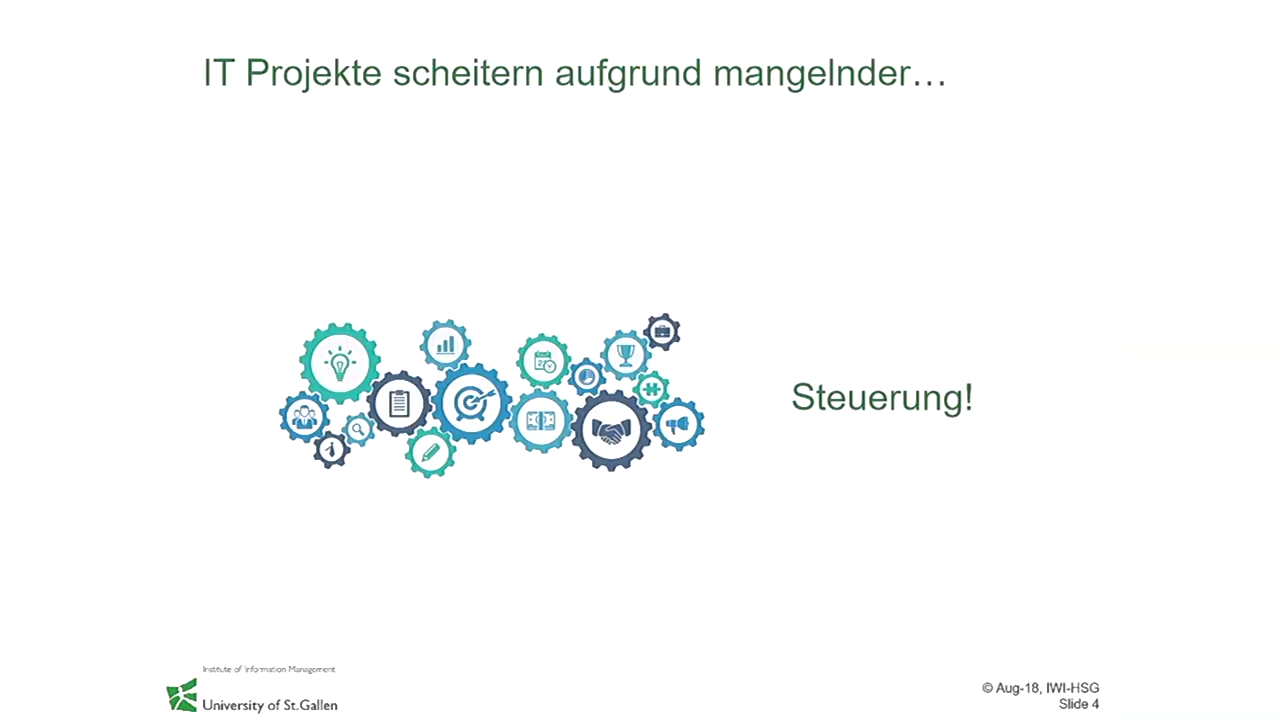 IT Projekte scheitern aufgrund mangelnder…
Steuerung!
Institute of Information Management
University of St.Gallen
© Aug-18, IWI-HSG
Slide 4